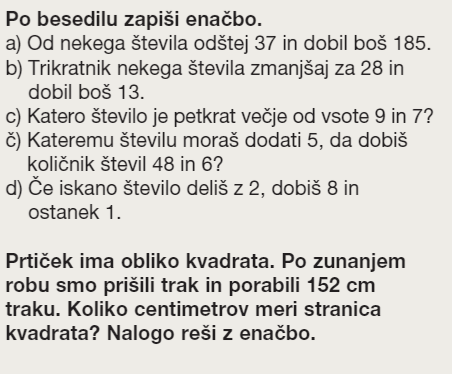 Po besedilu zapiši enačbo.
a) Od nekega števila odštej 37 in dobil boš 185.
b) Trikratnik nekega števila zmanjšaj za 28 in
dobil boš 13.
c) Katero število je petkrat večje od vsote 9 in 7?
č) Kateremu številu moraš dodati 5, da dobiš
količnik števil 48 in 6?
d) Če iskano število deliš z 2, dobiš 8 in
ostanek 1.
Prtiček ima obliko kvadrata. Po zunanjem
robu smo prišili trak in porabili 152 cm
traku. Koliko centimetrov meri stranica
kvadrata? Nalogo reši z enačbo.